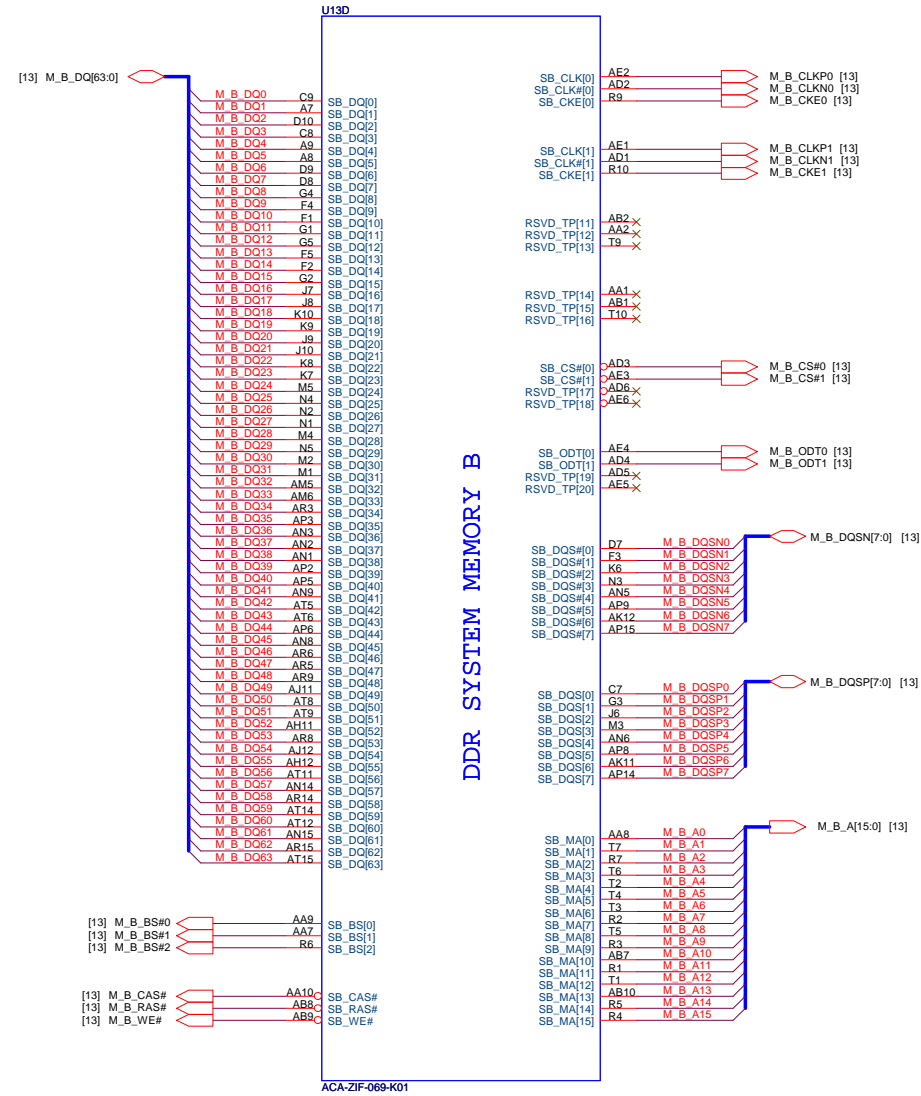 U13D
[13] M_B_DQ[63:0]
M_B_DQ0 C9 SB_DQ[0]
M_B_DQ1 A7 SB_DQ[1]
M_B_DQ2 D10 SB_DQ[2]
M_B_DQ3 C8 SB_DQ[3]
M_B_DQ4 A9 SB_DQ[4]
M_B_DQ5 A8 SB_DQ[5]
M_B_DQ6 D9 SB_DQ[6]
M_B_DQ7 D8 SB_DQ[7]
M_B_DQ8 G4 SB_DQ[8]
M_B_DQ9 F4 SB_DQ[9]
M_B_DQ10 F1 SB_DQ[10]
M_B_DQ11 G1 SB_DQ[11]
M_B_DQ12 G5 SB_DQ[12]
M_B_DQ13 F5 SB_DQ[13]
M_B_DQ14 F2 SB_DQ[14]
M_B_DQ15 G2 SB_DQ[15]
M_B_DQ16 J7 SB_DQ[16]
M_B_DQ17 J8 SB_DQ[17]
M_B_DQ18 K10 SB_DQ[18]
M_B_DQ19 K9 SB_DQ[19]
M_B_DQ20 J9 SB_DQ[20]
M_B_DQ21 J10 SB_DQ[21]
M_B_DQ22 K8 SB_DQ[22]
M_B_DQ23 K7 SB_DQ[23]
M_B_DQ24 M5 SB_DQ[24]
M_B_DQ25 N4 SB_DQ[25]
M_B_DQ26 N2 SB_DQ[26]
M_B_DQ27 N1 SB_DQ[27]
M_B_DQ28 M4 SB_DQ[28]
M_B_DQ29 N5 SB_DQ[29]
M_B_DQ30 M2 SB_DQ[30]
M_B_DQ31 M1 SB_DQ[31]
M_B_DQ32 AM5 SB_DQ[32]
M_B_DQ33 AM6 SB_DQ[33]
M_B_DQ34 AR3 SB_DQ[34]
M_B_DQ35 AP3 SB_DQ[35]
M_B_DQ36 AN3 SB_DQ[36]
M_B_DQ37 AN2 SB_DQ[37]
M_B_DQ38 AN1 SB_DQ[38]
M_B_DQ39 AP2 SB_DQ[39]
M_B_DQ40 AP5 SB_DQ[40]
M_B_DQ41 AN9 SB_DQ[41]
M_B_DQ42 AT5 SB_DQ[42]
M_B_DQ43 AT6 SB_DQ[43]
M_B_DQ44 AP6 SB_DQ[44]
M_B_DQ45 AN8 SB_DQ[45]
M_B_DQ46 AR6 SB_DQ[46]
M_B_DQ47 AR5 SB_DQ[47]
M_B_DQ48 AR9 SB_DQ[48]
M_B_DQ49 AJ11 SB_DQ[49]
M_B_DQ50 AT8 SB_DQ[50]
M_B_DQ51 AT9 SB_DQ[51]
M_B_DQ52 AH11 SB_DQ[52]
M_B_DQ53 AR8 SB_DQ[53]
M_B_DQ54 AJ12 SB_DQ[54]
M_B_DQ55 AH12 SB_DQ[55]
M_B_DQ56 AT11 SB_DQ[56]
M_B_DQ57 AN14 SB_DQ[57]
M_B_DQ58 AR14 SB_DQ[58]
M_B_DQ59 AT14 SB_DQ[59]
M_B_DQ60 AT12 SB_DQ[60]
M_B_DQ61 AN15 SB_DQ[61]
M_B_DQ62 AR15 SB_DQ[62]
M_B_DQ63 AT15 SB_DQ[63]
[13] M_B_BS#0 AA9 SB_BS[0]
[13] M_B_BS#1 AA7 SB_BS[1]
[13] M_B_BS#2 R6 SB_BS[2]
[13] M_B_CAS# AA10 SB_CAS#
[13] M_B_RAS# AB8 SB_RAS#
[13] M_B_WE# AB9 SB_WE#
DDR SYSTEM MEMORY B
SB_CLK[0] AE2 M_B_CLKP0 [13]
SB_CLK#[0] AD2 M_B_CLKN0 [13]
SB_CKE[0] R9 M_B_CKE0 [13]
SB_CLK[1] AE1 M_B_CLKP1 [13]
SB_CLK#[1] AD1 M_B_CLKN1 [13]
SB_CKE[1] R10 M_B_CKE1 [13]
RSVD_TP[11] AB2
RSVD_TP[12] AA2
RSVD_TP[13] T9
RSVD_TP[14] AA1
RSVD_TP[15] AB1
RSVD_TP[16] T10
SB_CS#[0] AD3 M_B_CS#0 [13]
SB_CS#[1] AE3 M_B_CS#1 [13]
RSVD_TP[17] AD6
RSVD_TP[18] AE6
SB_ODT[0] AE4 M_B_ODT0 [13]
SB_ODT[1] AD4 M_B_ODT1 [13]
RSVD_TP[19] AD5
RSVD_TP[20] AE5
M_B_DQSN[7:0] [13]
SB_DQS#[0] D7 M_B_DQSN0
SB_DQS#[1] F3 M_B_DQSN1
SB_DQS#[2] K6 M_B_DQSN2
SB_DQS#[3] N3 M_B_DQSN3
SB_DQS#[4] AN5 M_B_DQSN4
SB_DQS#[5] AP9 M_B_DQSN5
SB_DQS#[6] AK12 M_B_DQSN6
SB_DQS#[7] AP15 M_B_DQSN7
M_B_DQSP[7:0] [13]
SB_DQS[0] C7 M_B_DQSP0
SB_DQS[1] G3 M_B_DQSP1
SB_DQS[2] J6 M_B_DQSP2
SB_DQS[3] M3 M_B_DQSP3
SB_DQS[4] AN6 M_B_DQSP4
SB_DQS[5] AP8 M_B_DQSP5
SB_DQS[6] AK11 M_B_DQSP6
SB_DQS[7] AP14 M_B_DQSP7
M_B_A[15:0] [13]
SB_MA[0] AA8 M_B_A0
SB_MA[1] T7 M_B_A1
SB_MA[2] R7 M_B_A2
SB_MA[3] T6 M_B_A3
SB_MA[4] T2 M_B_A4
SB_MA[5] T4 M_B_A5
SB_MA[6] T3 M_B_A6
SB_MA[7] R2 M_B_A7
SB_MA[8] T5 M_B_A8
SB_MA[9] R3 M_B_A9
SB_MA[10] AB7 M_B_A10
SB_MA[11] R1 M_B_A11
SB_MA[12] T1 M_B_A12
SB_MA[13] AB10 M_B_A13
SB_MA[14] R5 M_B_A14
SB_MA[15] R4 M_B_A15
ACA-ZIF-069-K01